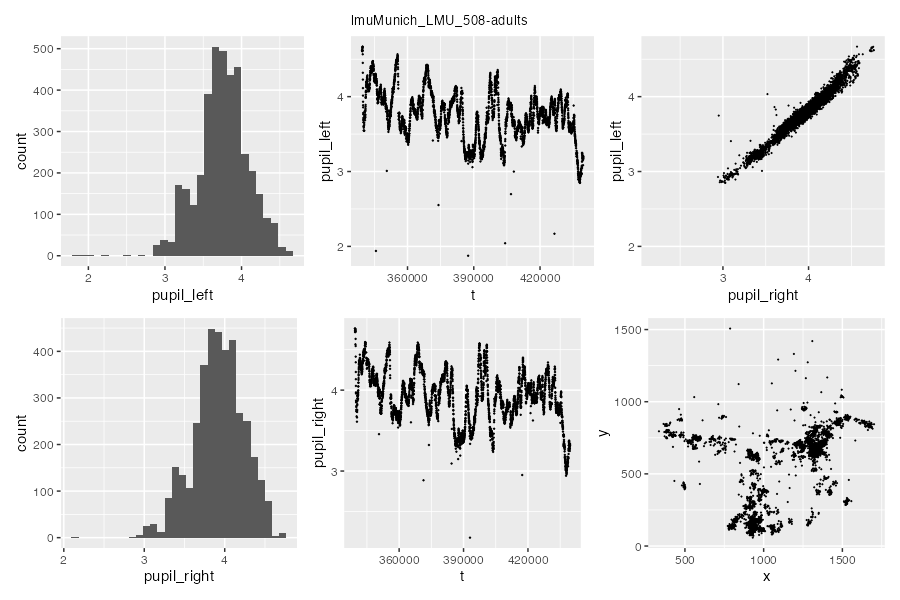 lmuMunich_LMU_508-adults
500
400
300
200
100
0
count
2 3 4
pupil_left
4
3
2
pupil_left
360000 390000 420000
t
4
3
2
pupil_left
3 4
pupil_right
400
300
200
100
0
count
2 3 4
pupil_right
4
3
pupil_right
360000 390000 420000
t
1500
1000
500
0
y
500 1000 1500
x